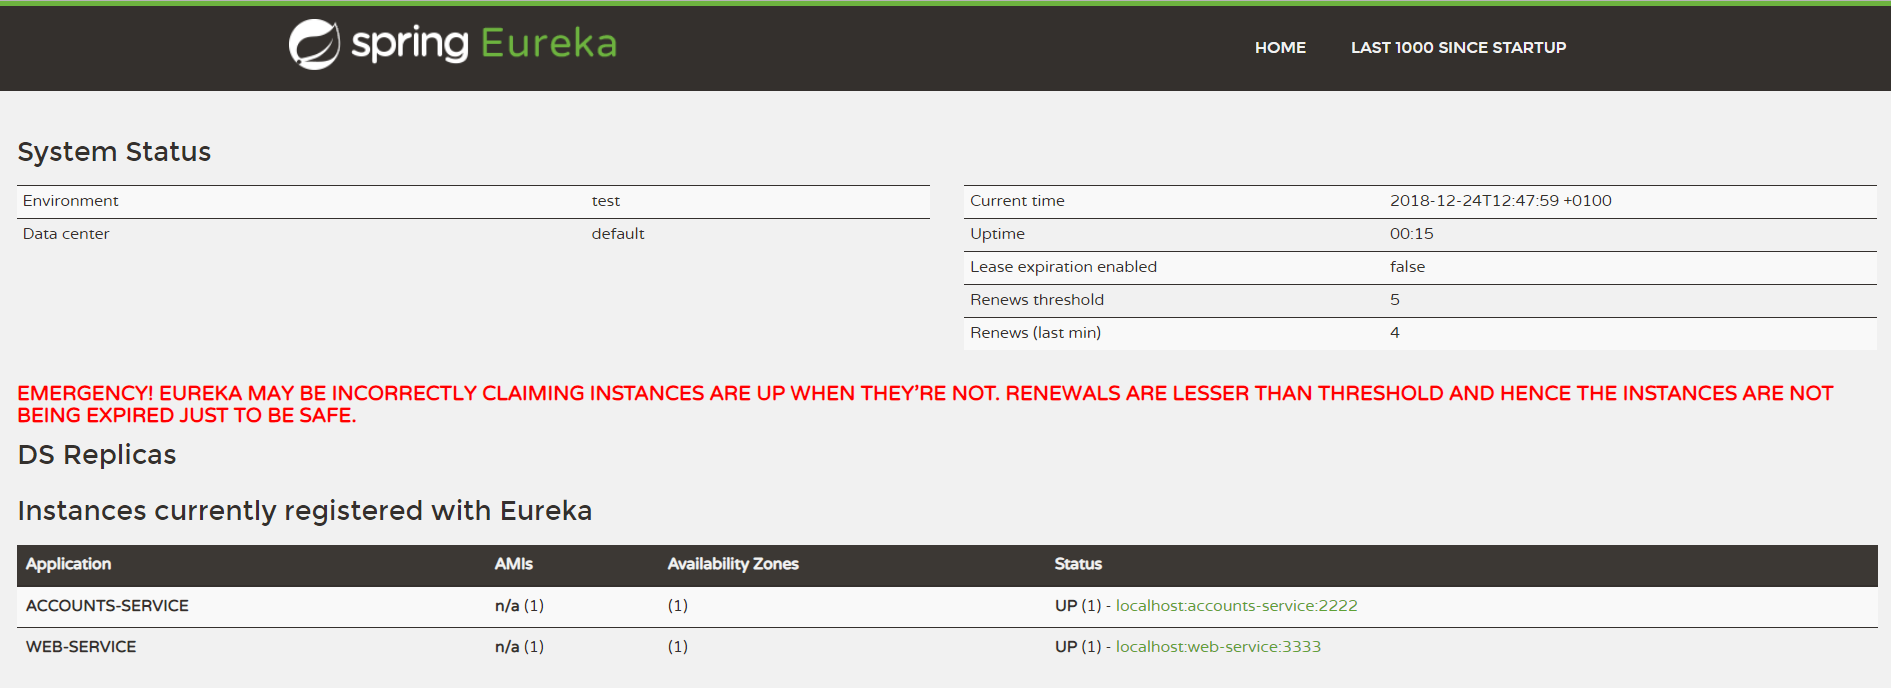 spring Eureka
HOME LAST 1000 SINCE STARTUP
System Status
Environment test
Data center default
Current time 2018-12-24T12:47:59 +0100
Uptime 00:15
Lease expiration enabled false
Renews threshold 5
Renews (last min) 4
EMERGENCY! EUREKA MAY BE INCORRECTLY CLAIMING INSTANCES ARE UP WHEN THEY'RE NOT. RENEWALS ARE LESSER THAN THRESHOLD AND HENCE THE INSTANCES ARE NOT
BEING EXPIRED JUST TO BE SAFE.
DS Replicas
Instances currently registered with Eureka
Application AMIs Availability Zones Status
ACCOUNTS-SERVICE n/a (1) (1) UP (1) - localhost:accounts-service:2222
WEB-SERVICE n/a (1) (1) UP (1) - localhost:web-service:3333